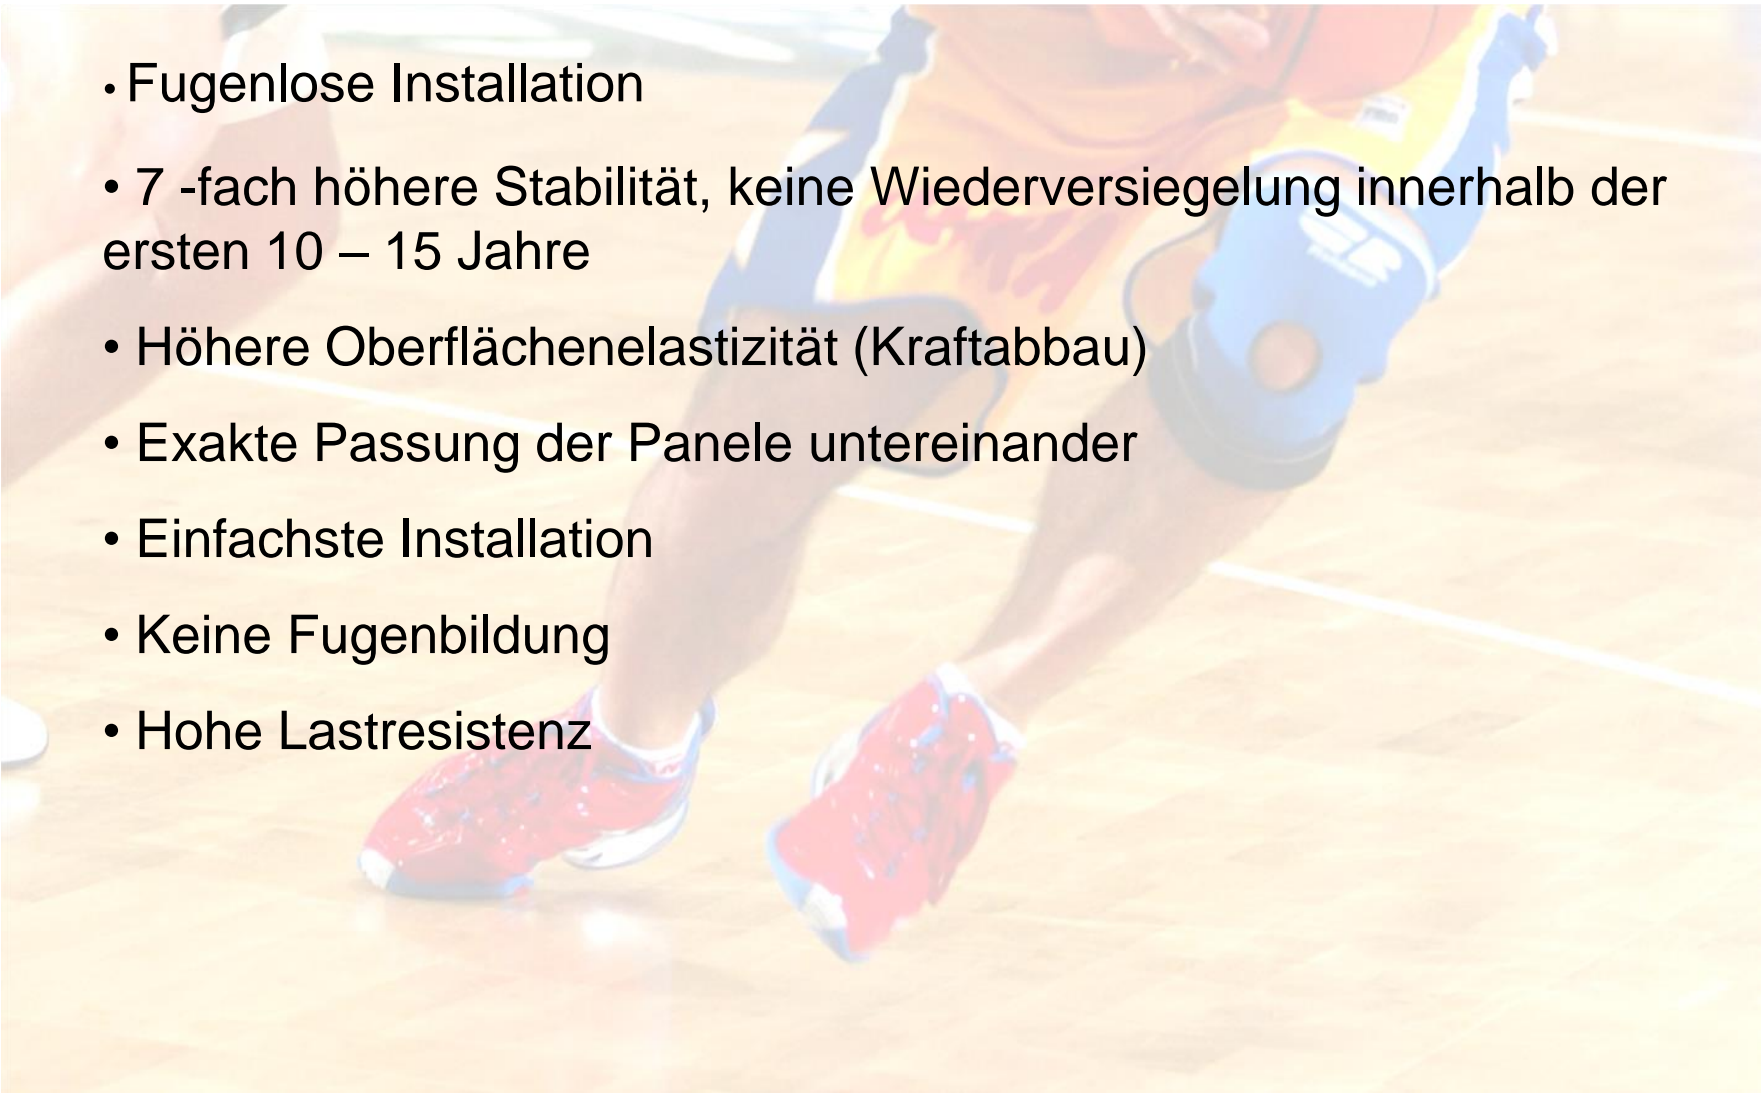 • Fugenlose Installation
• 7 -fach höhere Stabilität, keine Wiederversiegelung innerhalb der
ersten 10 – 15 Jahre
• Höhere Oberflächenelastizität (Kraftabbau)
• Exakte Passung der Panele untereinander
• Einfachste Installation
• Keine Fugenbildung
• Hohe Lastresistenz